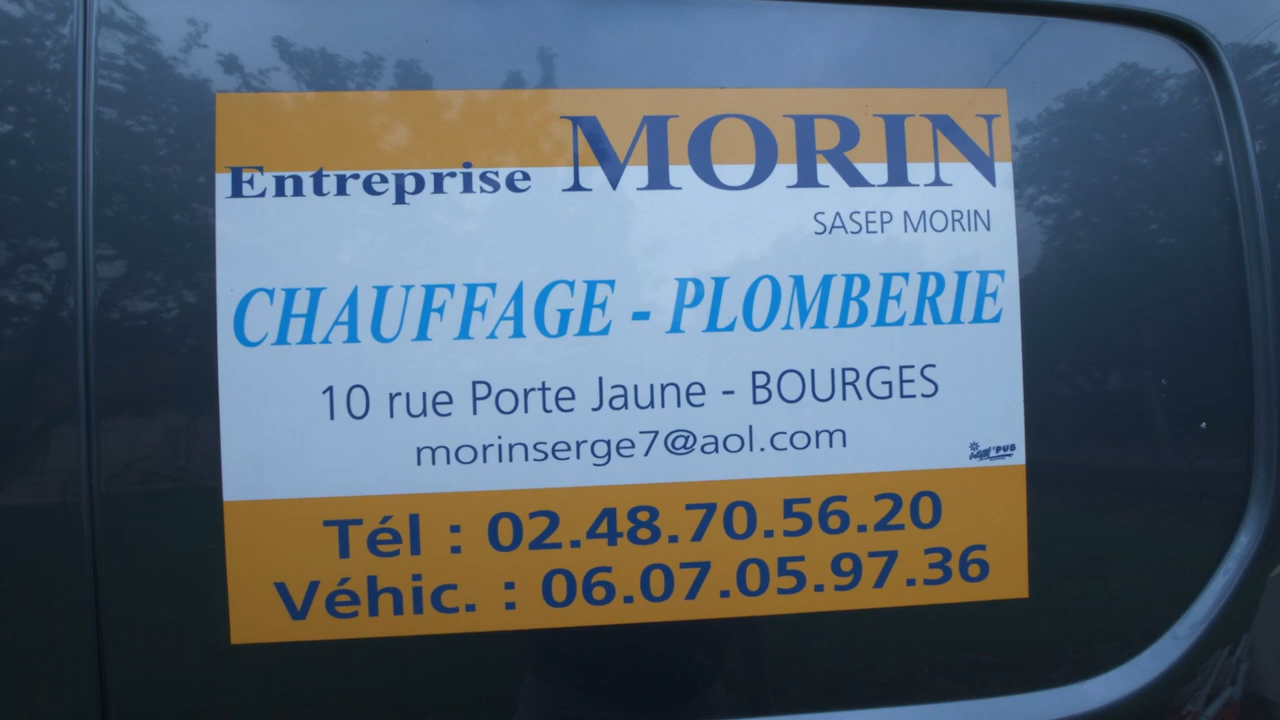 Entreprise MORIN
SASEP MORIN
CHAUFFAGE - PLOMBERIE
10 rue Porte Jaune - BOURGES
morinserge7@aol.com
Tél : 02.48.70.56.20
Véhic. : 06.07.05.97.36